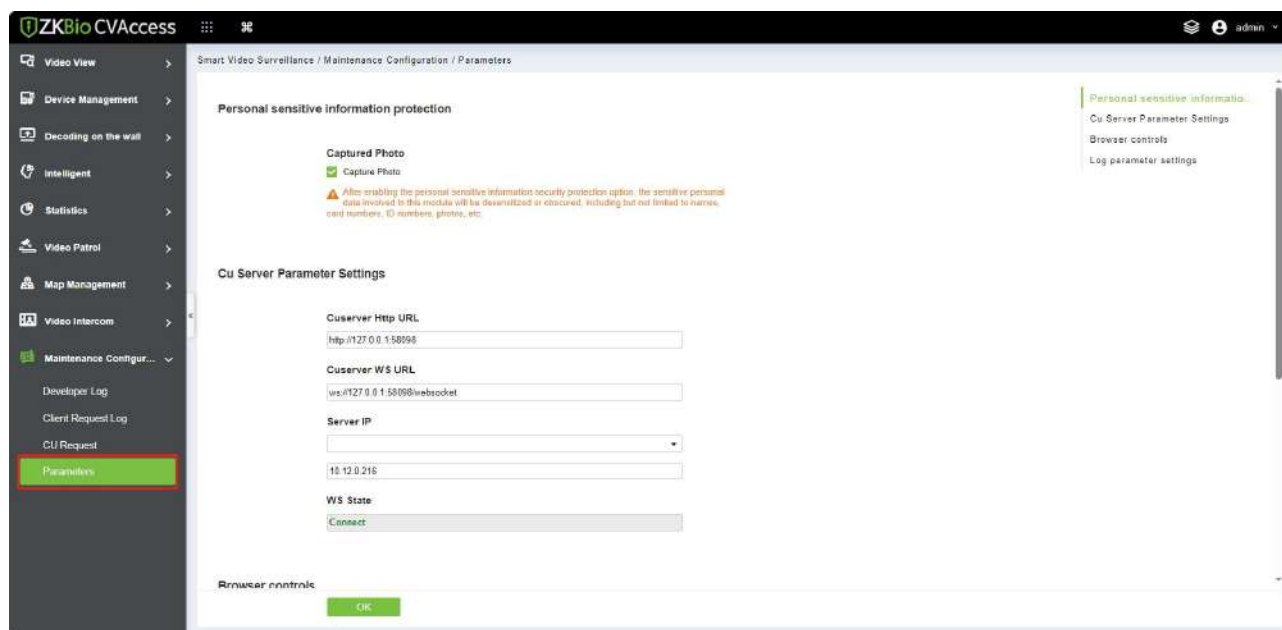 ZKBio CVAccess
admin
Video View
Smart Video Surveillance / Maintenance Configuration / Parameters
Device Management
Decoding on the wall
Intelligent
Statistics
Video Patrol
Map Management
Video Intercom
Maintenance Configur...
Developer Log
Client Request Log
CU Request
Parameters
Personal sensitive information protection
Captured Photo
Capture Photo
After enabling the personal sensitive information security protection option, the sensitive personal
data involved in this module will be desensitized or obscured, including but not limited to names,
card numbers, ID numbers, photos, etc.
Cu Server Parameter Settings
Cuserver Http URL
http://127.0.0.1:58098
Cuserver WS URL
ws://127.0.0.1:58098/websocket
Server IP
10.12.0.216
WS State
Connect
Browser controls
OK
Personal sensitive informatio...
Cu Server Parameter Settings
Browser controls
Log parameter settings